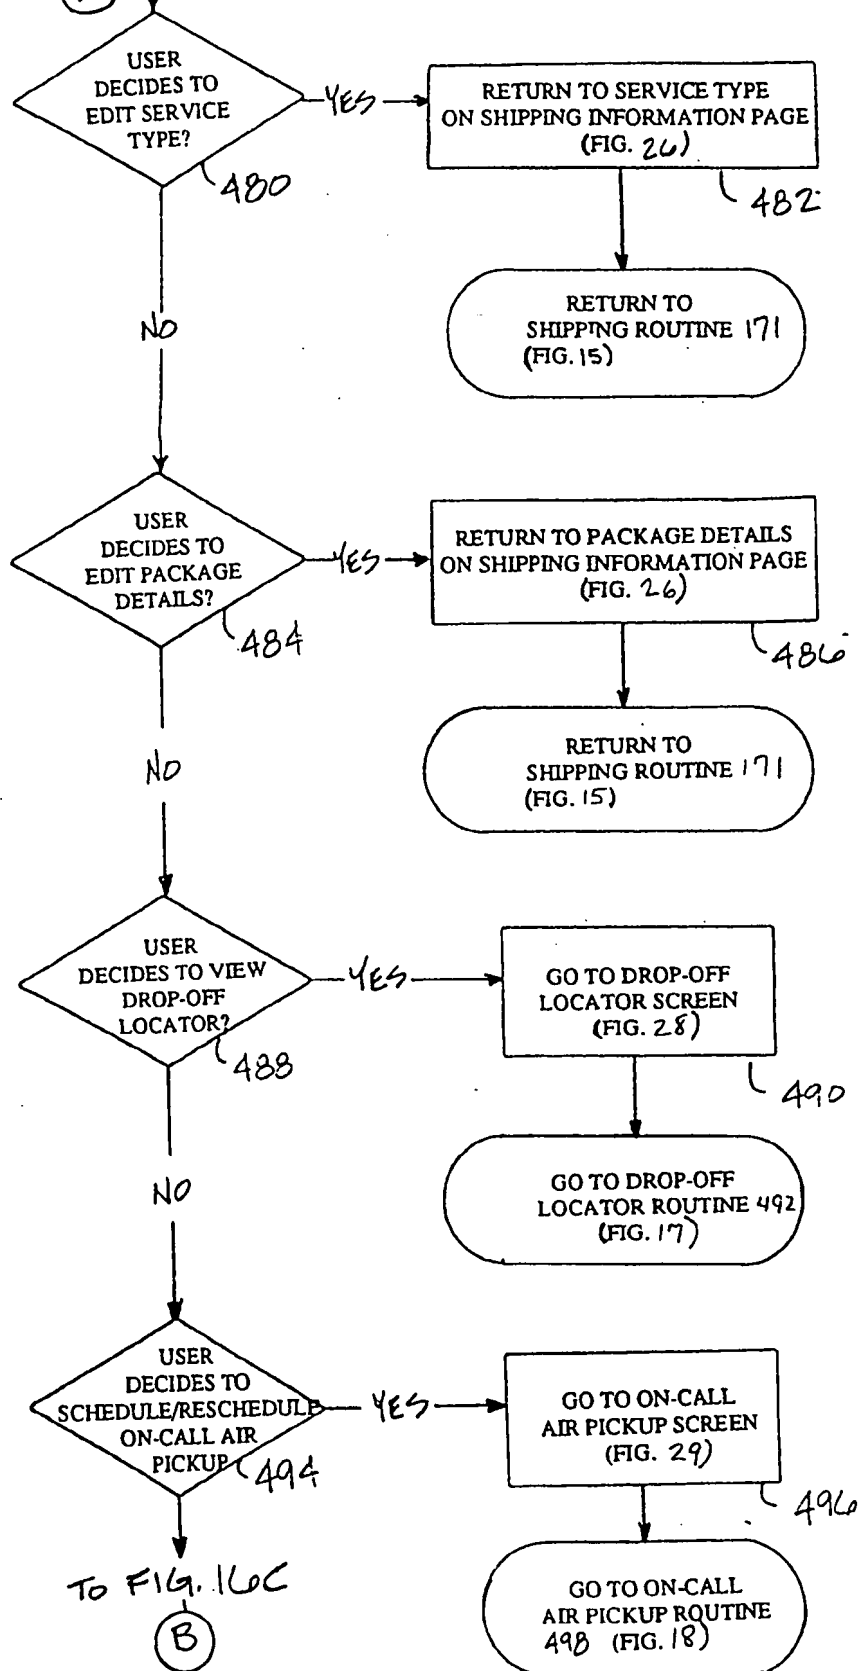 USER
DECIDES TO
EDIT SERVICE
TYPE?
480
YES
RETURN TO SERVICE TYPE
ON SHIPPING INFORMATION PAGE
(FIG. 26)
482
RETURN TO
SHIPPING ROUTINE 171
(FIG. 15)
NO
USER
DECIDES TO
EDIT PACKAGE
DETAILS?
484
YES
RETURN TO PACKAGE DETAILS
ON SHIPPING INFORMATION PAGE
(FIG. 26)
486
RETURN TO
SHIPPING ROUTINE 171
(FIG. 15)
NO
USER
DECIDES TO VIEW
DROP-OFF
LOCATOR?
488
YES
GO TO DROP-OFF
LOCATOR SCREEN
(FIG. 28)
490
GO TO DROP-OFF
LOCATOR ROUTINE 492
(FIG. 17)
NO
USER
DECIDES TO
SCHEDULE/RESCHEDULE
ON-CALL AIR
PICKUP
494
YES
GO TO ON-CALL
AIR PICKUP SCREEN
(FIG. 29)
496
GO TO ON-CALL
AIR PICKUP ROUTINE
498 (FIG. 18)
TO FIG. 16C
B